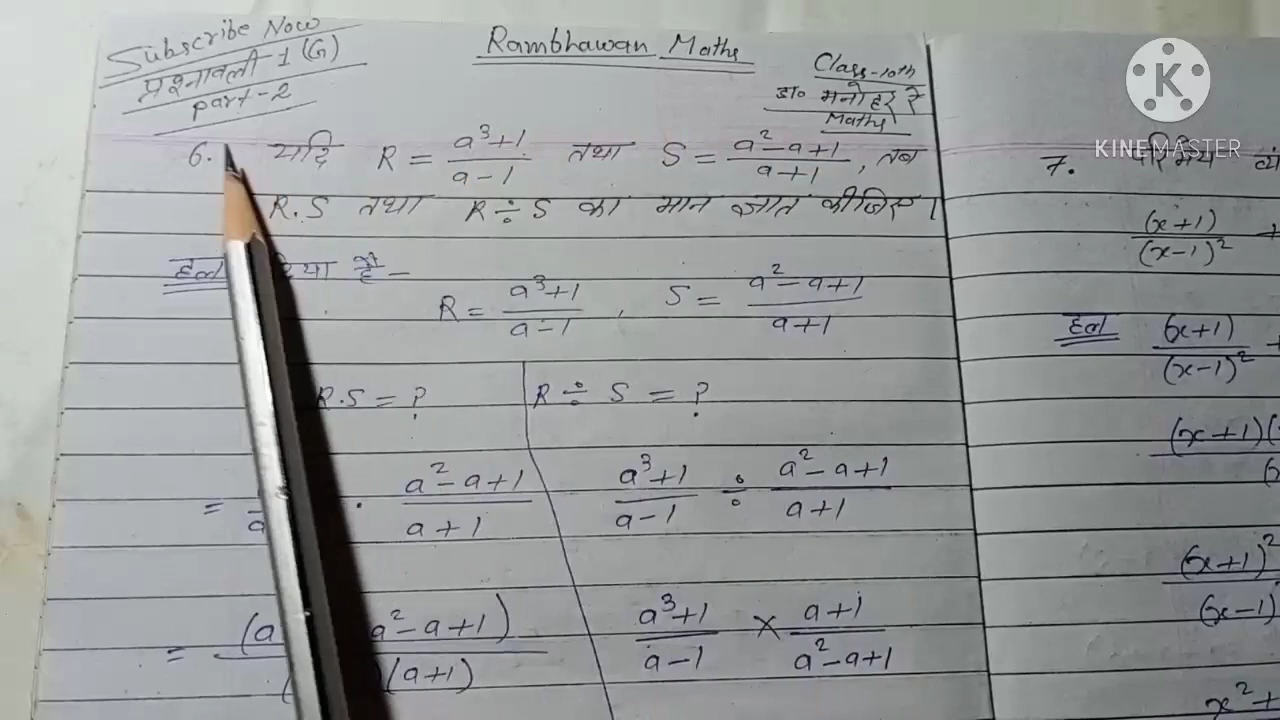 Subscribe Now
प्रश्नावली-1 (G)
part-2
Rambhawan Maths
Class-10th
डा० मनोहर रे
Maths
K
KINEMASTER
6. यदि R = (a³+1)/(a-1) तथा S = (a²-a+1)/(a+1), तब
R.S तथा R÷S का मान ज्ञात कीजिए।
हल है-
R = (a³+1)/(a-1), S = (a²-a+1)/(a+1)
R.S = ? R ÷ S = ?
= . (a²-a+1)/(a+1)
(a³+1)/(a-1) ÷ (a²-a+1)/(a+1)
= a²-a+1) / (a+1)
(a³+1)/(a-1) × (a+1)/(a²-a+1)
7.
(x+1)/(x-1)² +
हल (x+1)/(x-1)² +
(x+1)(
(x+1)²
(x-1)
x²+